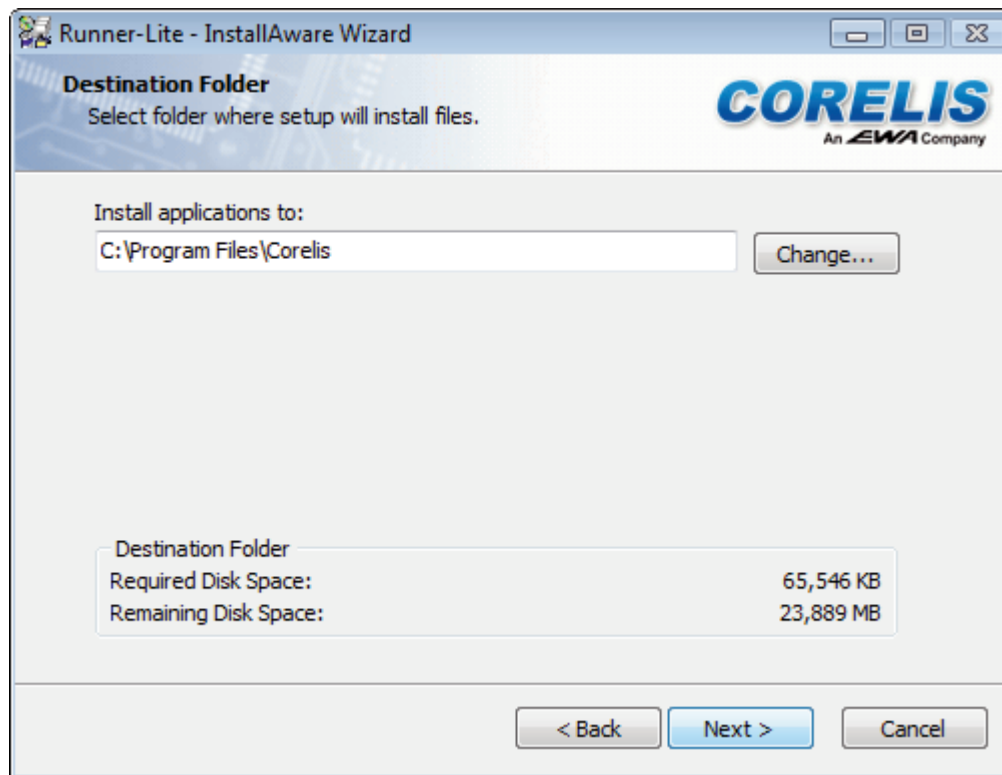 Runner-Lite - InstallAware Wizard
Destination Folder
Select folder where setup will install files.
CORELIS
An EWA Company
Install applications to:
C:\Program Files\Corelis
Change...
Destination Folder
Required Disk Space: 65,546 KB
Remaining Disk Space: 23,889 MB
< Back Next > Cancel